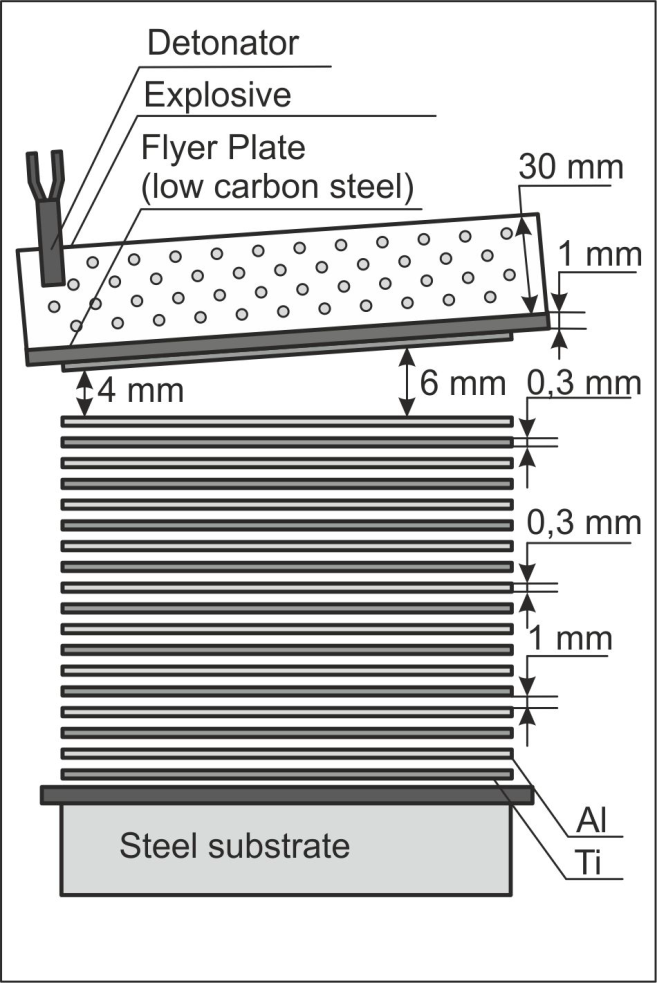 Detonator
Explosive
Flyer Plate
(low carbon steel)
30 mm
1 mm
4 mm
6 mm
0,3 mm
0,3 mm
1 mm
Al
Ti
Steel substrate